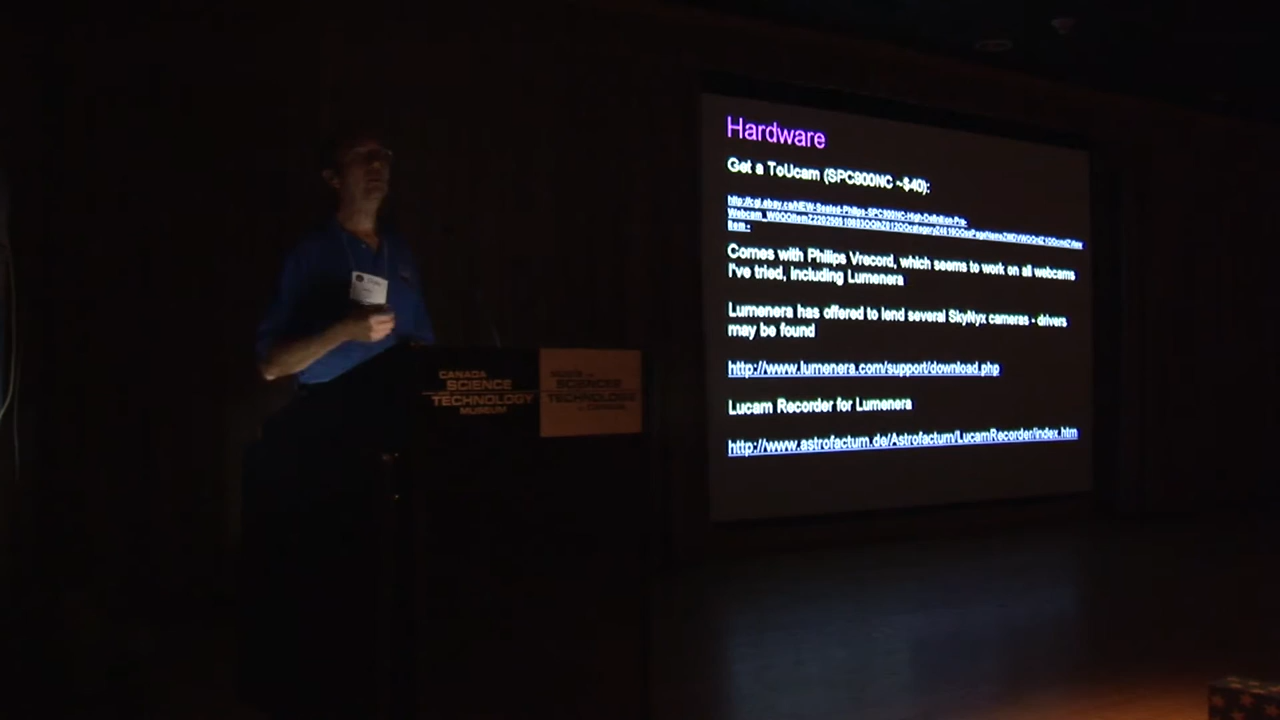 Hardware
Get a ToUcam (SPC900NC ~$40):
Comes with Philips Vrecord, which seems to work on all webcams
I've tried, including Lumenera
Lumenera has offered to lend several SkyNyx cameras - drivers
may be found
http://www.lumenera.com/support/download.php
Lucam Recorder for Lumenera
http://www.astrofactum.de/Astrofactum/LucamRecorder/index.htm
CANADA
SCIENCE
TECHNOLOGY
MUSEUM
SCIENCES